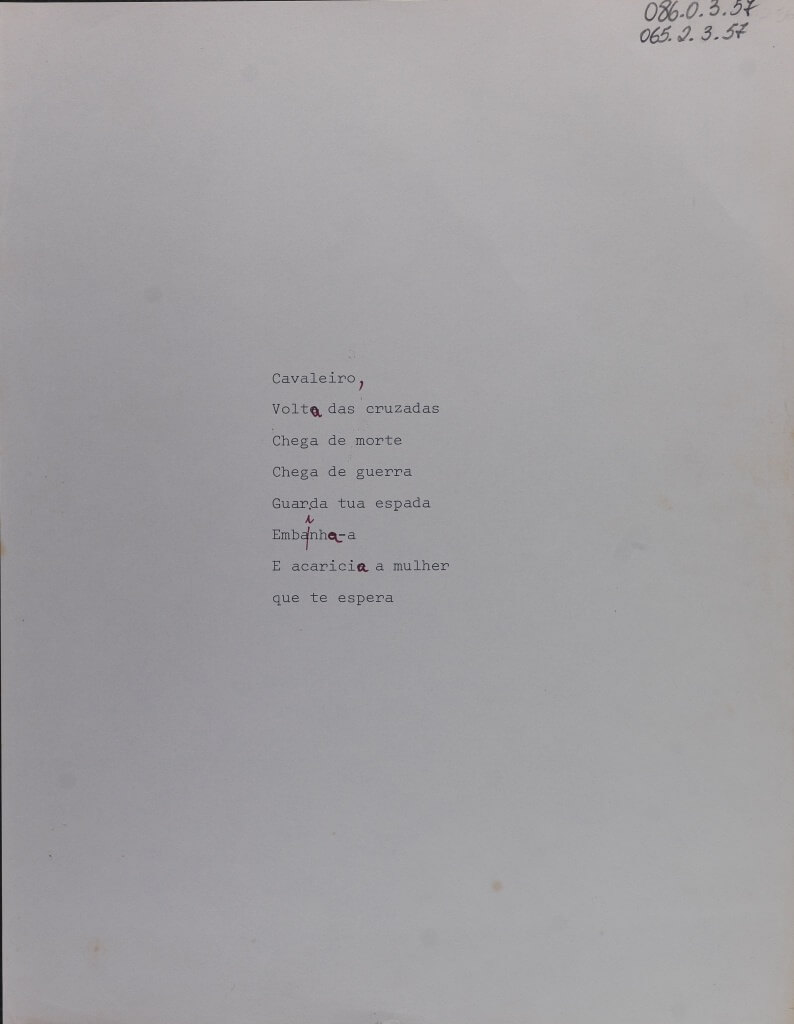 086.0.3.57
065.2.3.57
Cavaleiro,
Volta das cruzadas
Chega de morte
Chega de guerra
Guarda tua espada
i
Embanha-a
E acaricia a mulher
que te espera